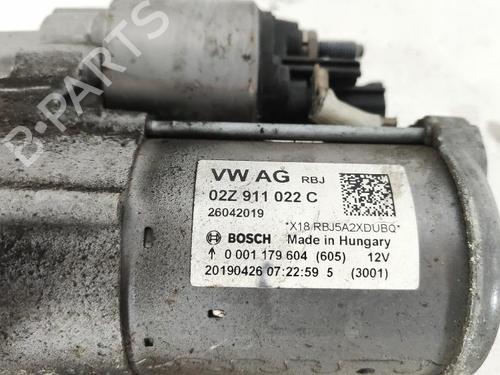 B-PARTS
VW AG RBJ
02Z 911 022 C
26042019
*X18/RBJ5A2XDUBQ*
BOSCH Made in Hungary
0 001 179 604 (605) 12V
20190426 07:22:59 5 (3001)